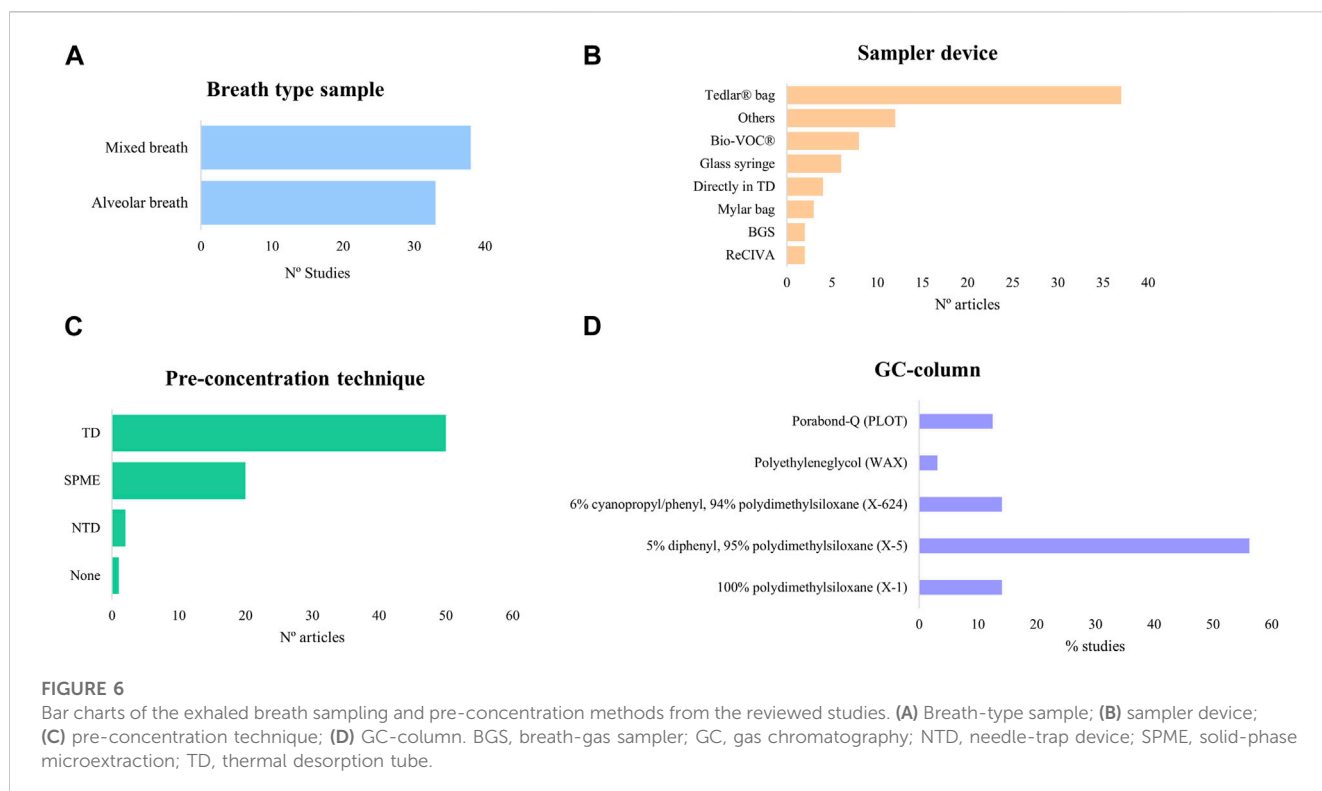 A
Breath type sample
Mixed breath
Alveolar breath
0 10 20 30 40
Nº Studies
B
Sampler device
Tedlar® bag
Others
Bio-VOC®
Glass syringe
Directly in TD
Mylar bag
BGS
ReCIVA
0 5 10 15 20 25 30 35 40
Nº articles
C
Pre-concentration technique
TD
SPME
NTD
None
0 10 20 30 40 50 60
Nº articles
D
GC-column
Porabond-Q (PLOT)
Polyethyleneglycol (WAX)
6% cyanopropyl/phenyl, 94% polydimethylsiloxane (X-624)
5% diphenyl, 95% polydimethylsiloxane (X-5)
100% polydimethylsiloxane (X-1)
0 10 20 30 40 50 60
% studies
FIGURE 6
Bar charts of the exhaled breath sampling and pre-concentration methods from the reviewed studies. (A) Breath-type sample; (B) sampler device;
(C) pre-concentration technique; (D) GC-column. BGS, breath-gas sampler; GC, gas chromatography; NTD, needle-trap device; SPME, solid-phase
microextraction; TD, thermal desorption tube.